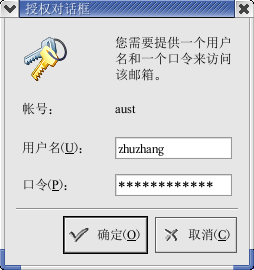 授权对话框
您需要提供一个用户
名和一个口令来访问
该邮箱。
帐号： aust
用户名(U)： zhuzhang
口令(P)： ************
确定(O) 取消(C)